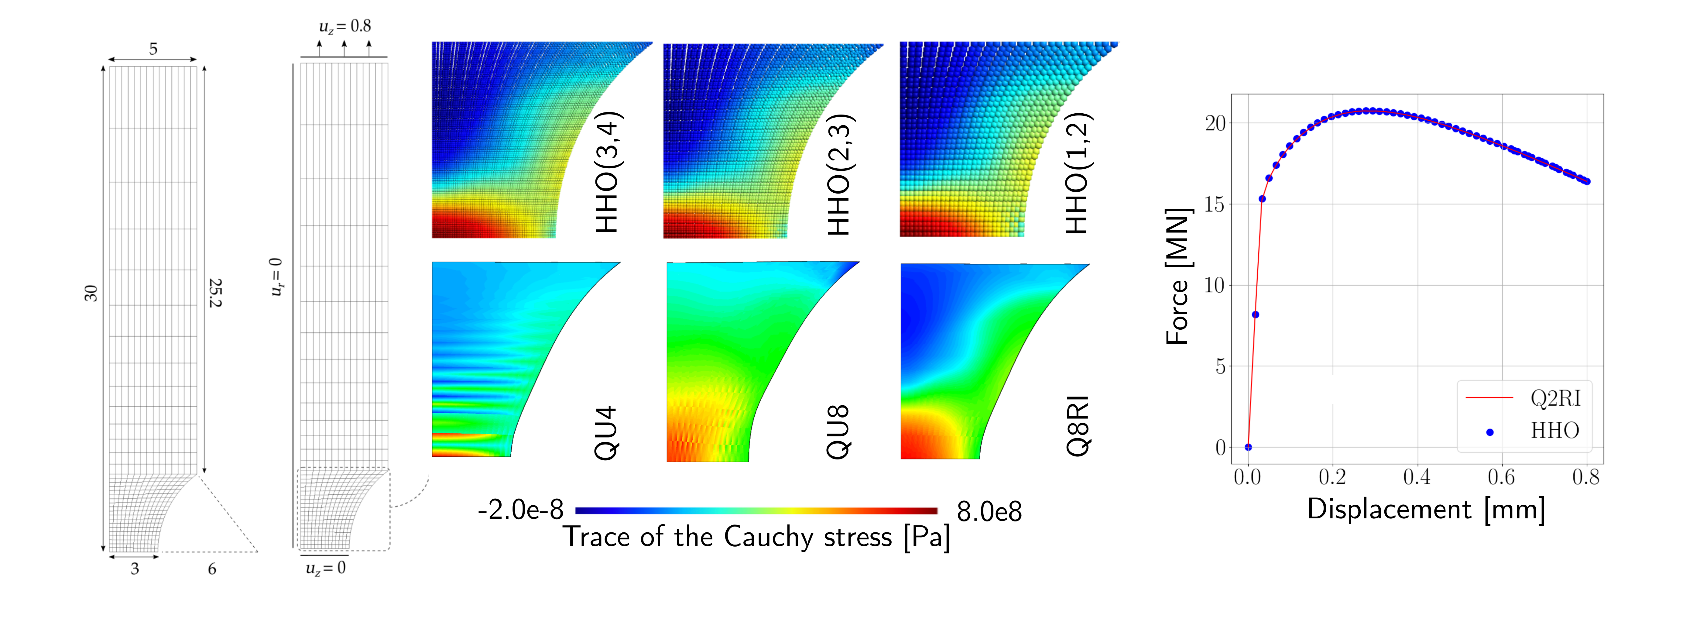 5
30
25.2
3
6
u_z = 0.8
u_r = 0
u_z = 0
HHO(3,4)
HHO(2,3)
HHO(1,2)
QU4
QU8
Q8RI
-2.0e-8
8.0e8
Trace of the Cauchy stress [Pa]
Force [MN]
20
15
10
5
0
0.0
0.2
0.4
0.6
0.8
Displacement [mm]
Q2RI
HHO